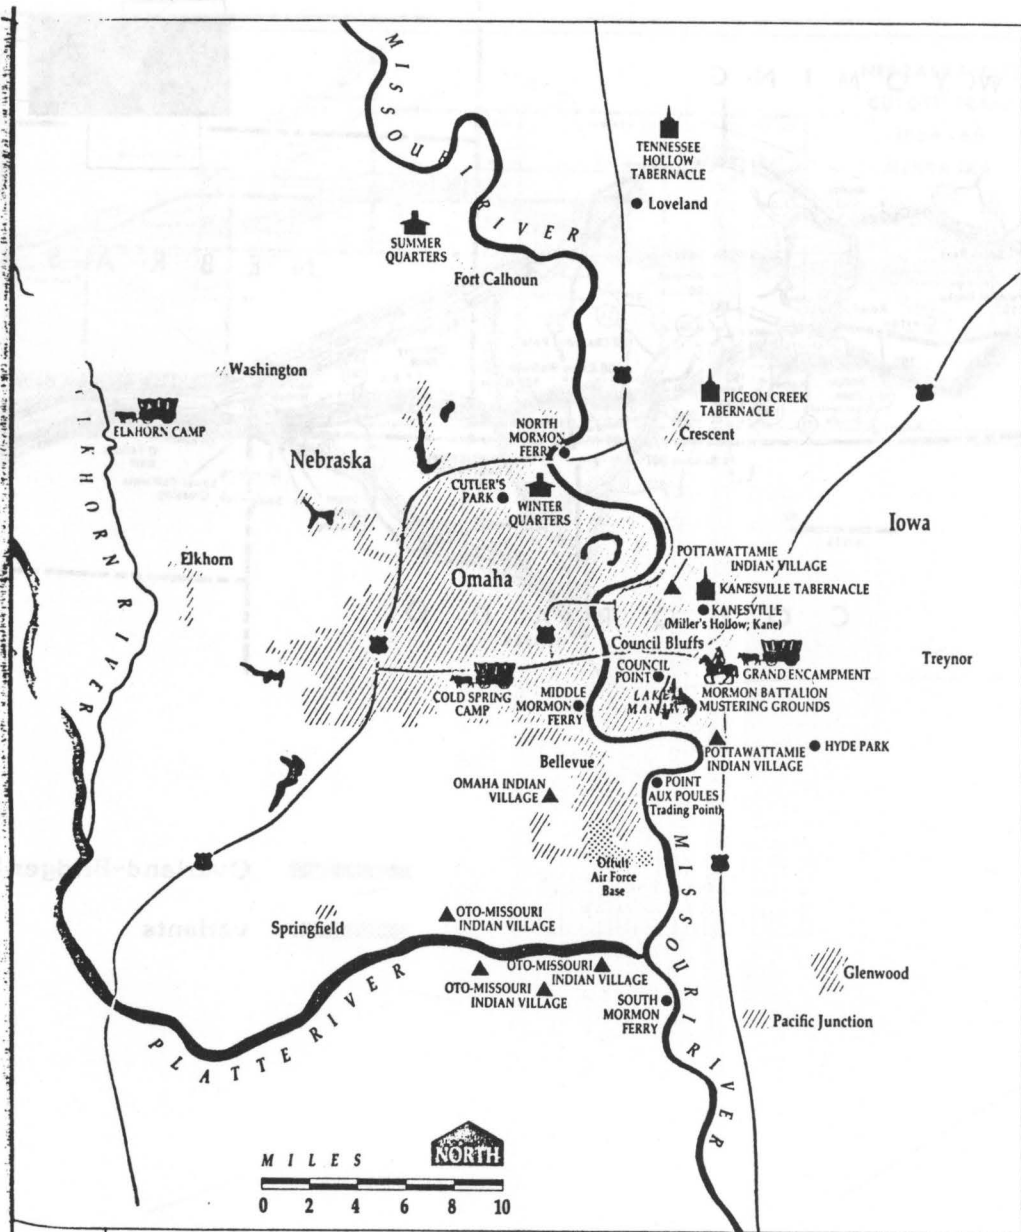 MISSOURI
RIVER
TENNESSEE
HOLLOW
TABERNACLE
Loveland
SUMMER
QUARTERS
Fort Calhoun
Washington
ELKHORN CAMP
PIGEON CREEK
TABERNACLE
Crescent
NORTH
MORMON
FERRY
Nebraska
CUTLER'S
PARK
WINTER
QUARTERS
Iowa
ELKHORN RIVER
Elkhorn
Omaha
POTTAWATTAMIE
INDIAN VILLAGE
KANESVILLE TABERNACLE
KANESVILLE
(Miller's Hollow; Kane)
Council Bluffs
Treynor
COUNCIL
POINT
GRAND ENCAMPMENT
COLD SPRING
CAMP
MIDDLE
MORMON
FERRY
LAKE
MANAWA
MORMON BATTALION
MUSTERING GROUNDS
POTTAWATTAMIE
INDIAN VILLAGE
HYDE PARK
Bellevue
OMAHA INDIAN
VILLAGE
POINT
AUX POULES
(Trading Point)
Offutt
Air Force
Base
MISSOURI RIVER
Springfield
OTO-MISSOURI
INDIAN VILLAGE
OTO-MISSOURI
INDIAN VILLAGE
OTO-MISSOURI
INDIAN VILLAGE
Glenwood
SOUTH
MORMON
FERRY
Pacific Junction
PLATTE RIVER
MILES
NORTH
0 2 4 6 8 10